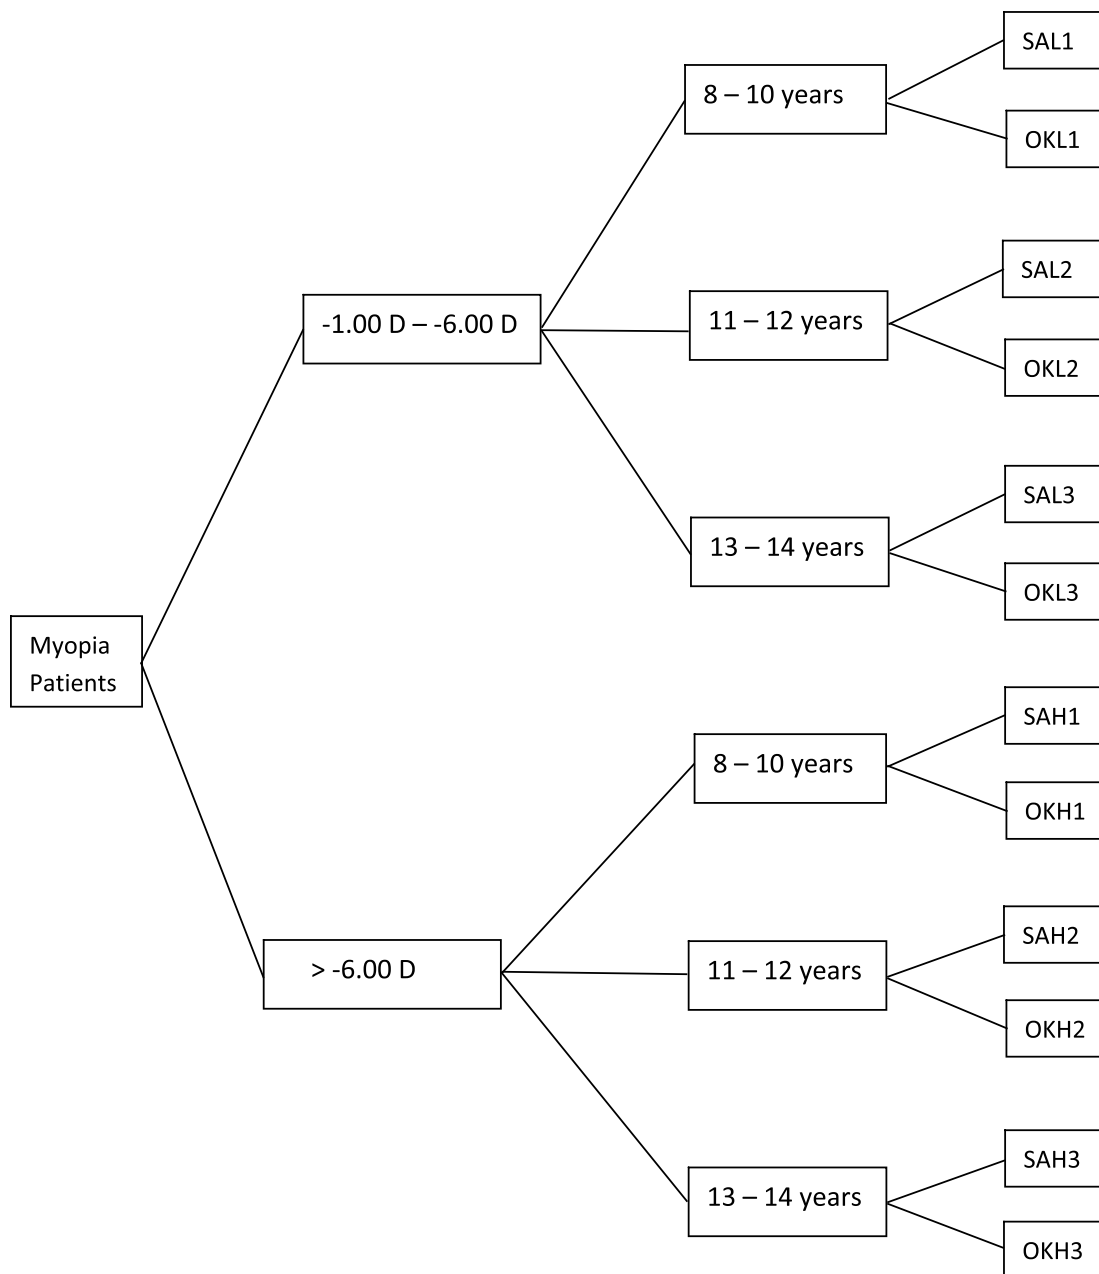 Myopia
Patients
-1.00 D – -6.00 D
8 – 10 years
SAL1
OKL1
11 – 12 years
SAL2
OKL2
13 – 14 years
SAL3
OKL3
> -6.00 D
8 – 10 years
SAH1
OKH1
11 – 12 years
SAH2
OKH2
13 – 14 years
SAH3
OKH3